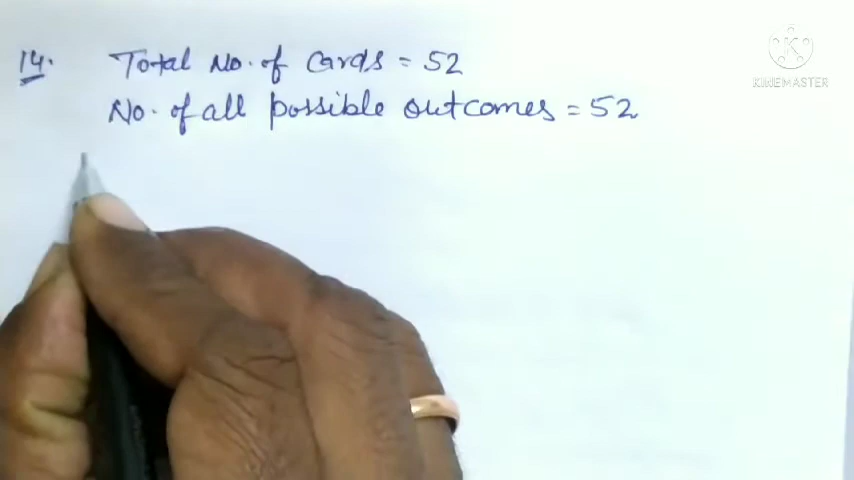 14. Total No. of Cards = 52
No. of all possible outcomes = 52
KINEMASTER